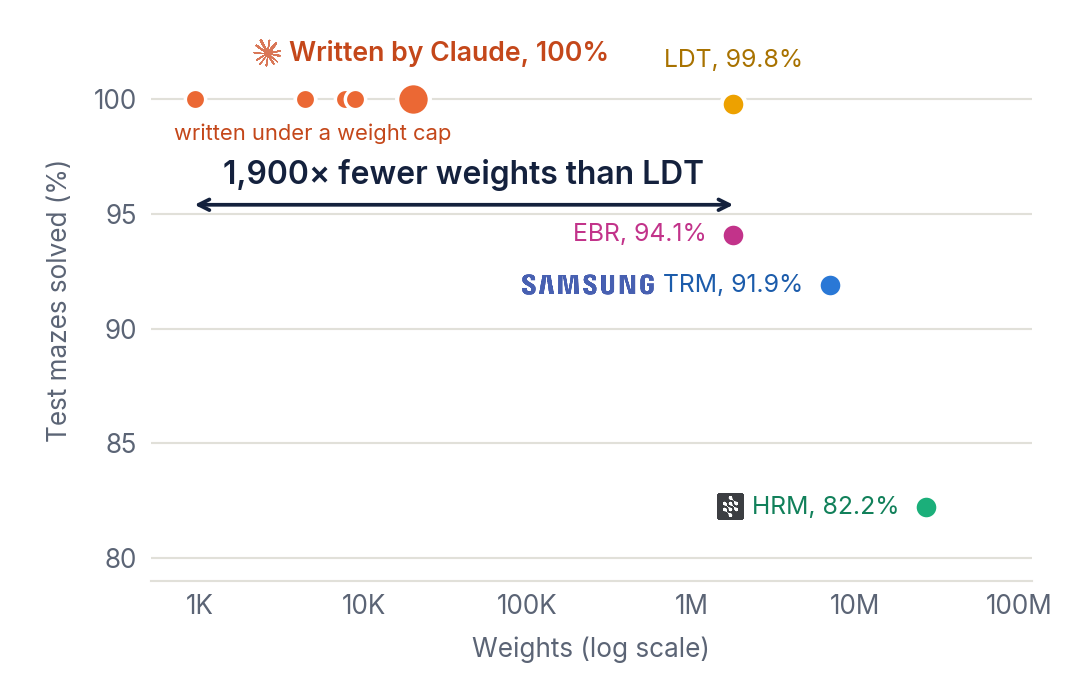 Written by Claude, 100%
LDT, 99.8%
100
written under a weight cap
1,900× fewer weights than LDT
95
EBR, 94.1%
SAMSUNG TRM, 91.9%
90
Test mazes solved (%)
85
HRM, 82.2%
80
1K 10K 100K 1M 10M 100M
Weights (log scale)